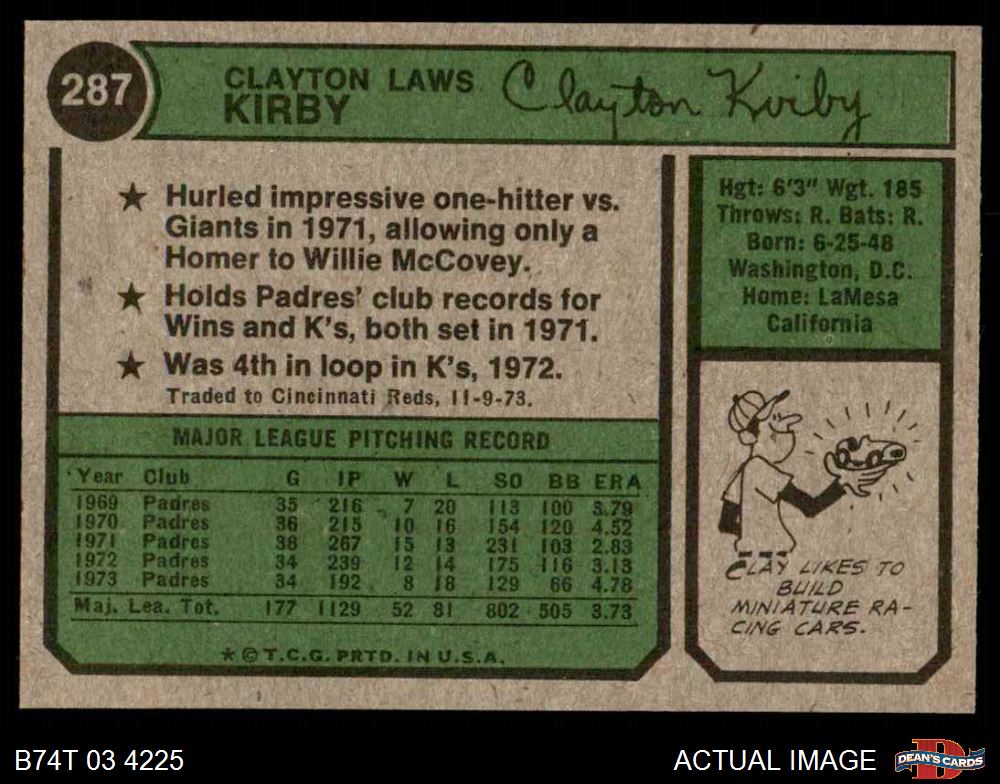 287
CLAYTON LAWS
KIRBY
Clayton Kirby
★ Hurled impressive one-hitter vs.
Giants in 1971, allowing only a
Homer to Willie McCovey.
★ Holds Padres' club records for
Wins and K's, both set in 1971.
★ Was 4th in loop in K's, 1972.
Traded to Cincinnati Reds, 11-9-73.
MAJOR LEAGUE PITCHING RECORD
Year Club G IP W L SO BB ERA
1969 Padres 35 216 7 20 113 100 3.79
1970 Padres 36 215 10 16 154 120 4.52
1971 Padres 38 267 15 13 231 103 2.83
1972 Padres 34 239 12 14 175 116 3.13
1973 Padres 34 192 8 18 129 66 4.78
Maj. Lea. Tot. 177 1129 52 81 802 505 3.73
* © T.C.G. PRTD. IN U.S.A.
Hgt: 6'3" Wgt. 185
Throws: R. Bats: R.
Born: 6-25-48
Washington, D.C.
Home: LaMesa
California
CLAY LIKES TO
BUILD
MINIATURE RA-
CING CARS.
B74T 03 4225
ACTUAL IMAGE
DEAN'S CARDS